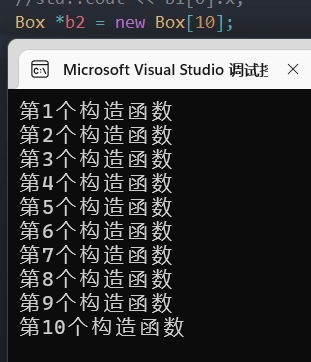 //std::cout << b1[0].x;
Box *b2 = new Box[10];
Microsoft Visual Studio 调试
第1个构造函数
第2个构造函数
第3个构造函数
第4个构造函数
第5个构造函数
第6个构造函数
第7个构造函数
第8个构造函数
第9个构造函数
第10个构造函数